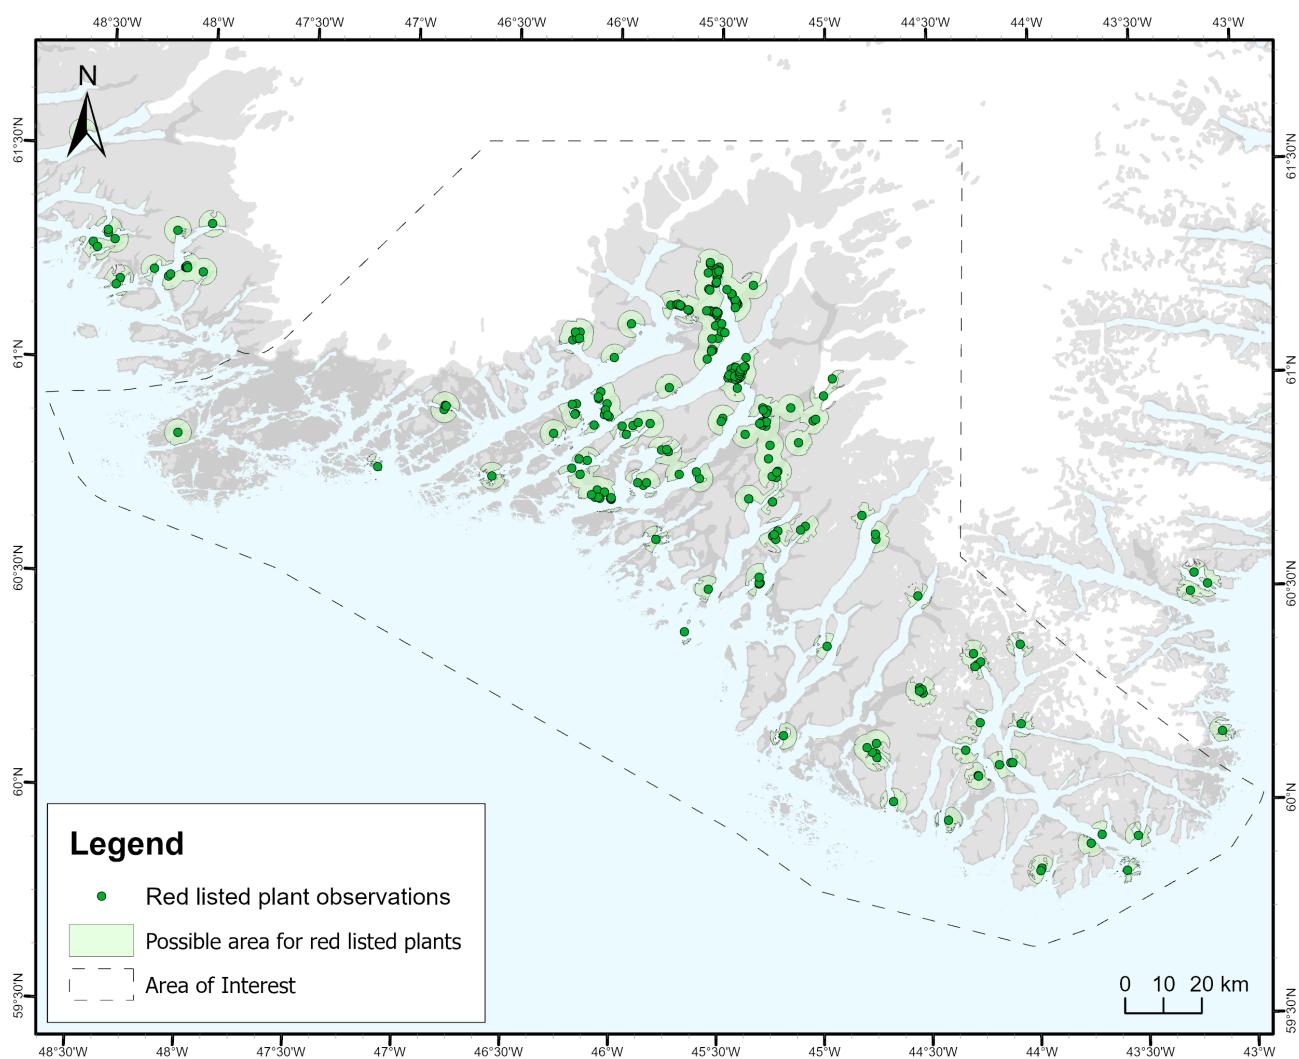 48°30'W 48°W 47°30'W 47°W 46°30'W 46°W 45°30'W 45°W 44°30'W 44°W 43°30'W 43°W
N
61°30'N 61°30'N
61°N 61°N
60°30'N 60°30'N
60°N 60°N
Legend
Red listed plant observations
Possible area for red listed plants
Area of Interest
0 10 20 km
59°30'N 59°30'N
48°30'W 48°W 47°30'W 47°W 46°30'W 46°W 45°30'W 45°W 44°30'W 44°W 43°30'W 43°W